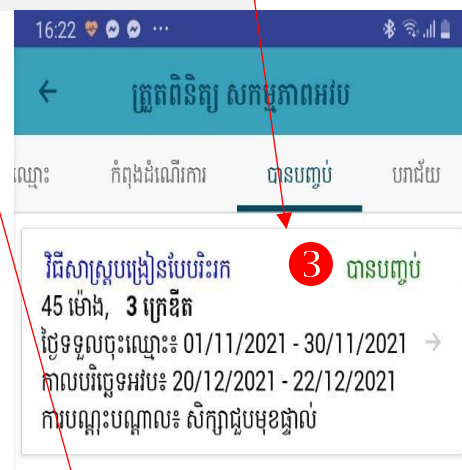 16:22
ត្រួតពិនិត្យ សកម្មភាពអវប
ឈ្មោះ កំពុងដំណើរការ បានបញ្ចប់ បរាជ័យ
វិធីសាស្ត្របង្រៀនបែបរិះរក 3 បានបញ្ចប់
45 ម៉ោង, 3 ក្រេឌីត
ថ្ងៃទទួលចុះឈ្មោះ៖ 01/11/2021 - 30/11/2021
កាលបរិច្ឆេទអវប៖ 20/12/2021 - 22/12/2021
ការបណ្តុះបណ្តាល៖ សិក្សាជួបមុខផ្ទាល់